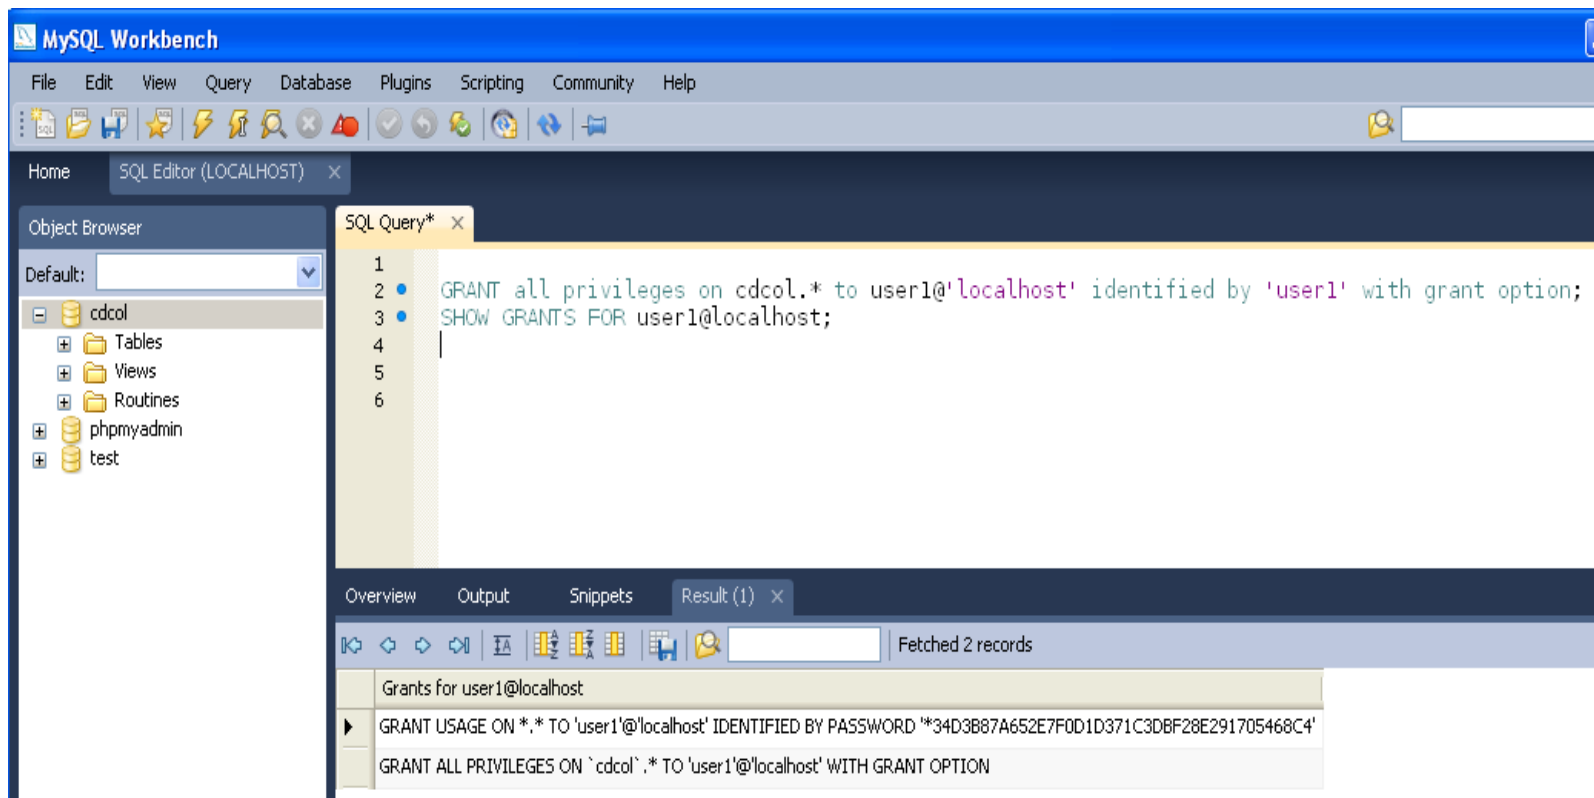 MySQL Workbench
File Edit View Query Database Plugins Scripting Community Help
Home SQL Editor (LOCALHOST)
Object Browser
Default:
cdcol
Tables
Views
Routines
phpmyadmin
test
SQL Query*
1
2 GRANT all privileges on cdcol.* to user1@'localhost' identified by 'user1' with grant option;
3 SHOW GRANTS FOR user1@localhost;
4
5
6
Overview Output Snippets Result (1)
Fetched 2 records
Grants for user1@localhost
GRANT USAGE ON *.* TO 'user1'@'localhost' IDENTIFIED BY PASSWORD '*34D3B87A652E7F0D1D371C3DBF28E291705468C4'
GRANT ALL PRIVILEGES ON `cdcol`.* TO 'user1'@'localhost' WITH GRANT OPTION